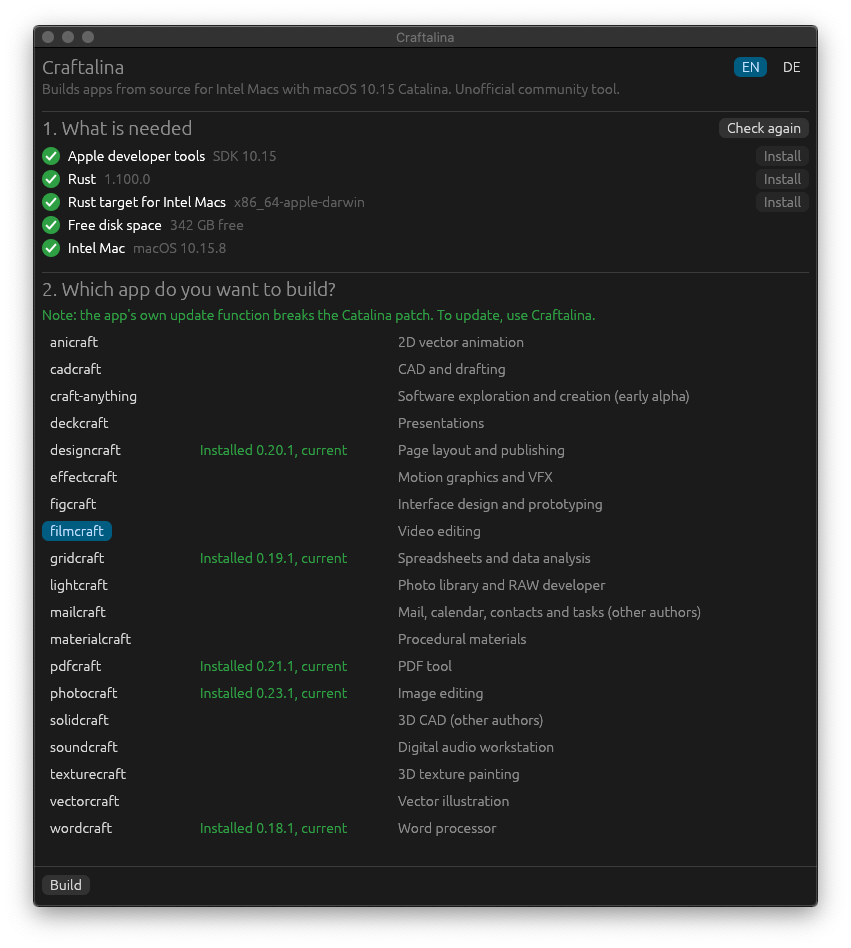 Craftalina
Craftalina EN DE
Builds apps from source for Intel Macs with macOS 10.15 Catalina. Unofficial community tool.
1. What is needed Check again
Apple developer tools SDK 10.15 Install
Rust 1.100.0 Install
Rust target for Intel Macs x86_64-apple-darwin Install
Free disk space 342 GB free
Intel Mac macOS 10.15.8
2. Which app do you want to build?
Note: the app's own update function breaks the Catalina patch. To update, use Craftalina.
anicraft 2D vector animation
cadcraft CAD and drafting
craft-anything Software exploration and creation (early alpha)
deckcraft Presentations
designcraft Installed 0.20.1, current Page layout and publishing
effectcraft Motion graphics and VFX
figcraft Interface design and prototyping
filmcraft Video editing
gridcraft Installed 0.19.1, current Spreadsheets and data analysis
lightcraft Photo library and RAW developer
mailcraft Mail, calendar, contacts and tasks (other authors)
materialcraft Procedural materials
pdfcraft Installed 0.21.1, current PDF tool
photocraft Installed 0.23.1, current Image editing
solidcraft 3D CAD (other authors)
soundcraft Digital audio workstation
texturecraft 3D texture painting
vectorcraft Vector illustration
wordcraft Installed 0.18.1, current Word processor
Build